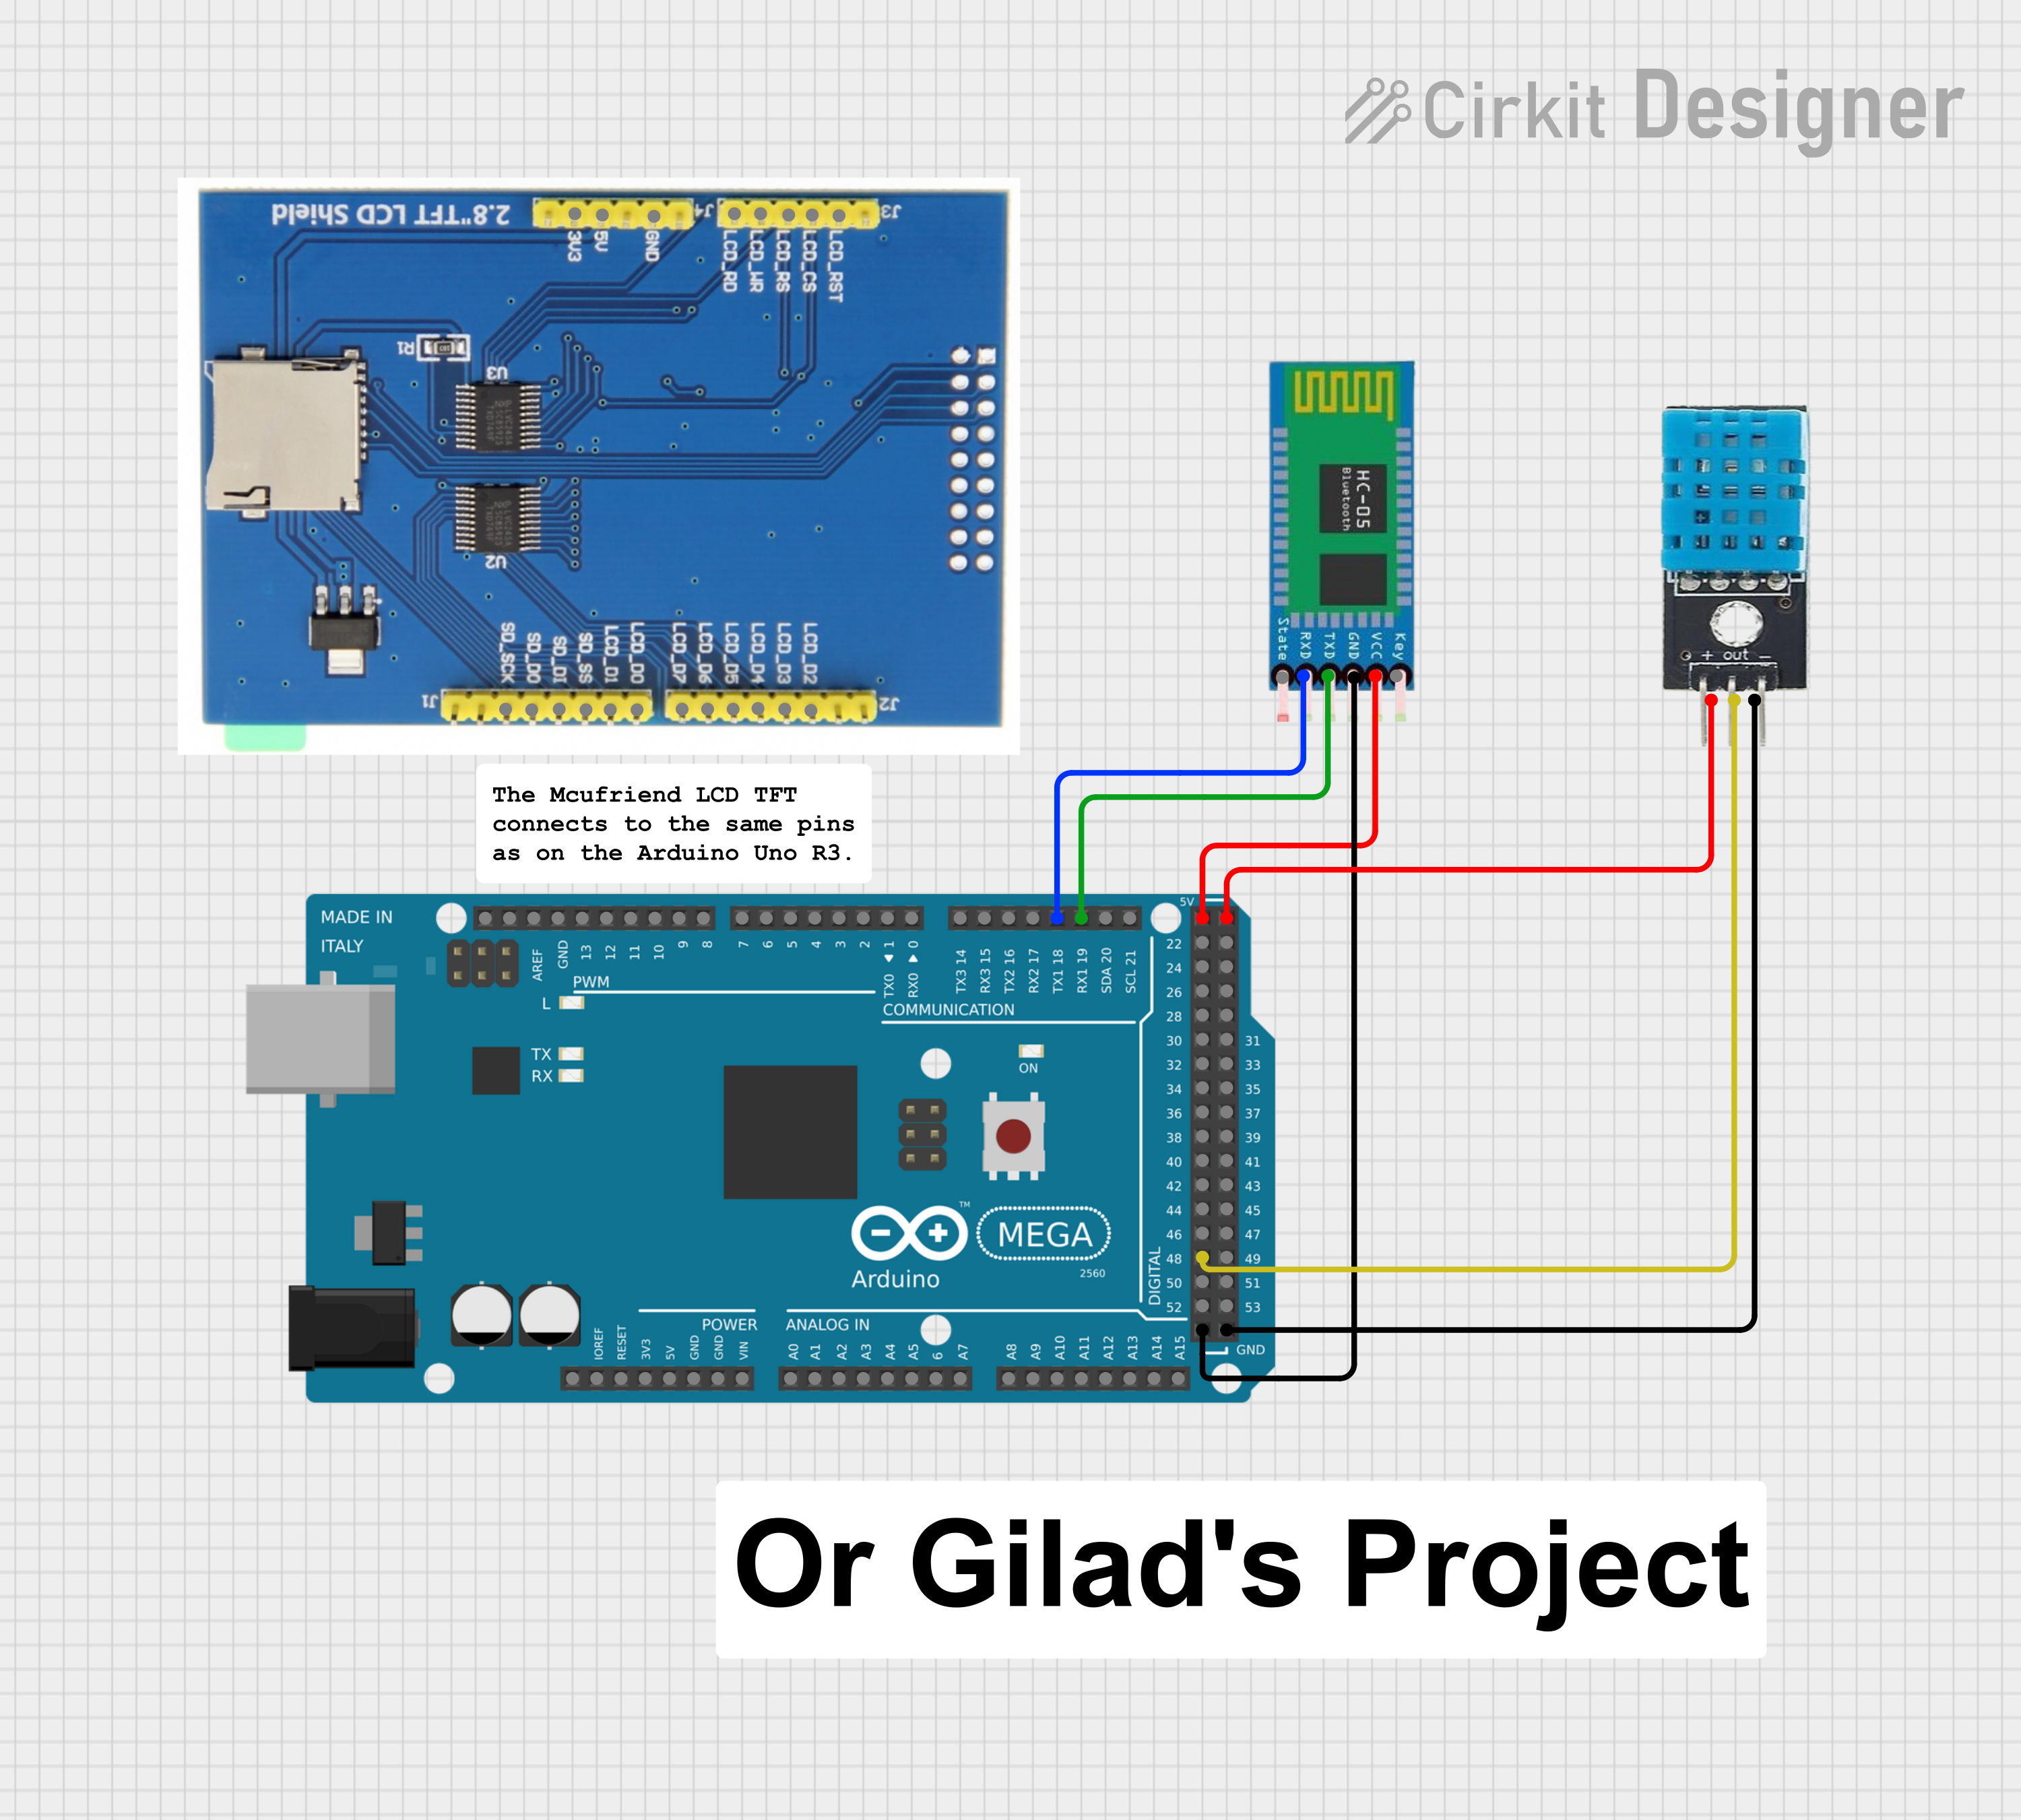 Cirkit Designer
2.8"TFT LCD Shield
J4
J3
3V3
5V
GND
LCD_RD
LCD_WR
LCD_RS
LCD_CS
LCD_RST
R1
U3
U2
SD_SCK
SD_DO
SD_DI
SD_SS
LCD_D1
LCD_D0
LCD_D7
LCD_D6
LCD_D5
LCD_D4
LCD_D3
LCD_D2
J1
J2
HC-05
Bluetooth
State
RXD
TXD
GND
VCC
Key
+ out -
The Mcufriend LCD TFT
connects to the same pins
as on the Arduino Uno R3.
MADE IN
ITALY
AREF
GND
13
12
11
10
9
8
7
6
5
4
3
2
TX0 1
RX0 0
TX3 14
RX3 15
TX2 16
RX2 17
TX1 18
RX1 19
SDA 20
SCL 21
PWM
COMMUNICATION
L
TX
RX
ON
5V
22
24
26
28
30 31
32 33
34 35
36 37
38 39
40 41
42 43
44 45
46 47
48 49
50 51
52 53
GND
DIGITAL
TM
MEGA
Arduino
2560
POWER
ANALOG IN
IOREF
RESET
3V3
5V
GND
GND
VIN
A0
A1
A2
A3
A4
A5
6
A7
A8
A9
A10
A11
A12
A13
A14
A15
Or Gilad's Project